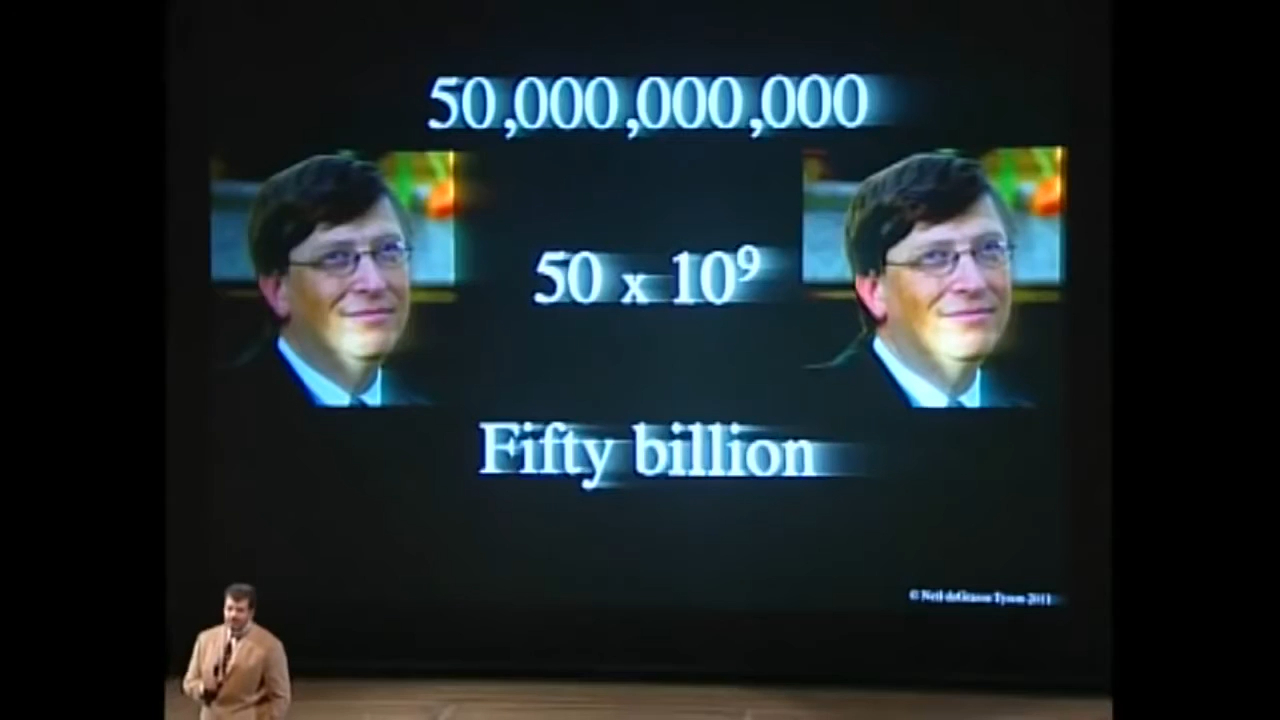 50,000,000,000
50 x 10⁹
Fifty billion
© Neil deGrasse Tyson 2011